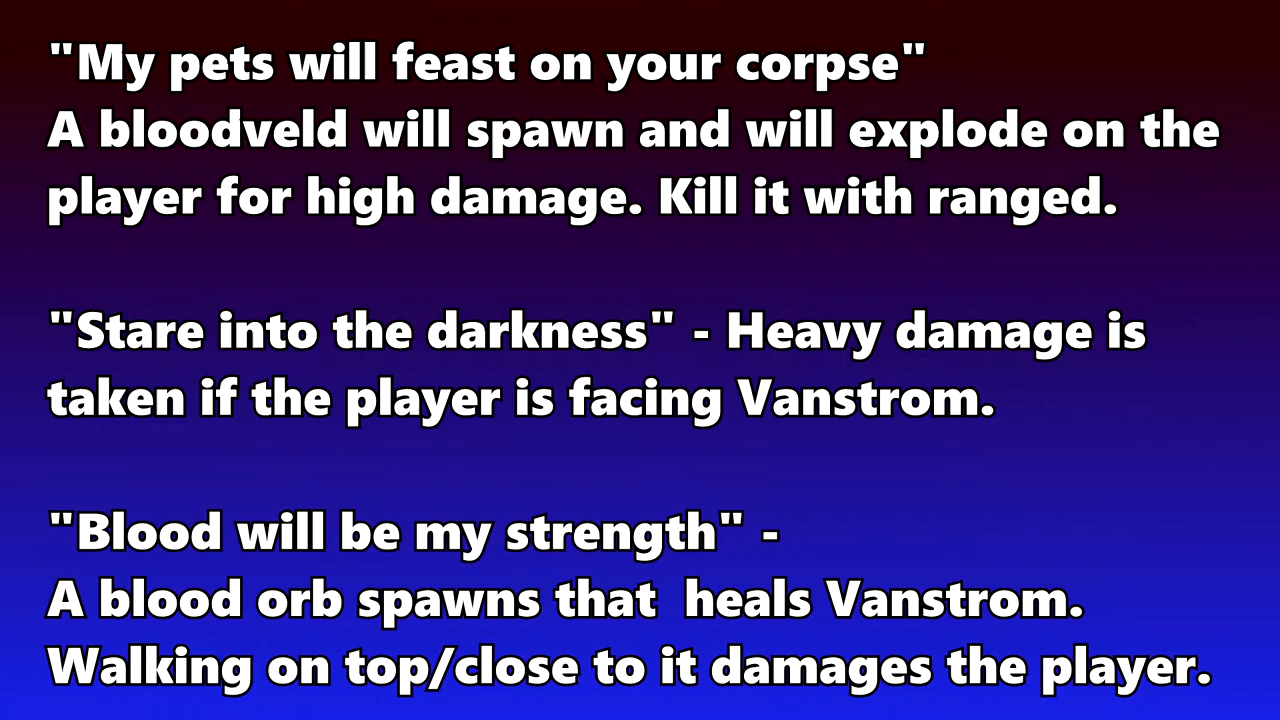 "My pets will feast on your corpse"
A bloodveld will spawn and will explode on the
player for high damage. Kill it with ranged.
"Stare into the darkness" - Heavy damage is
taken if the player is facing Vanstrom.
"Blood will be my strength" -
A blood orb spawns that  heals Vanstrom.
Walking on top/close to it damages the player.